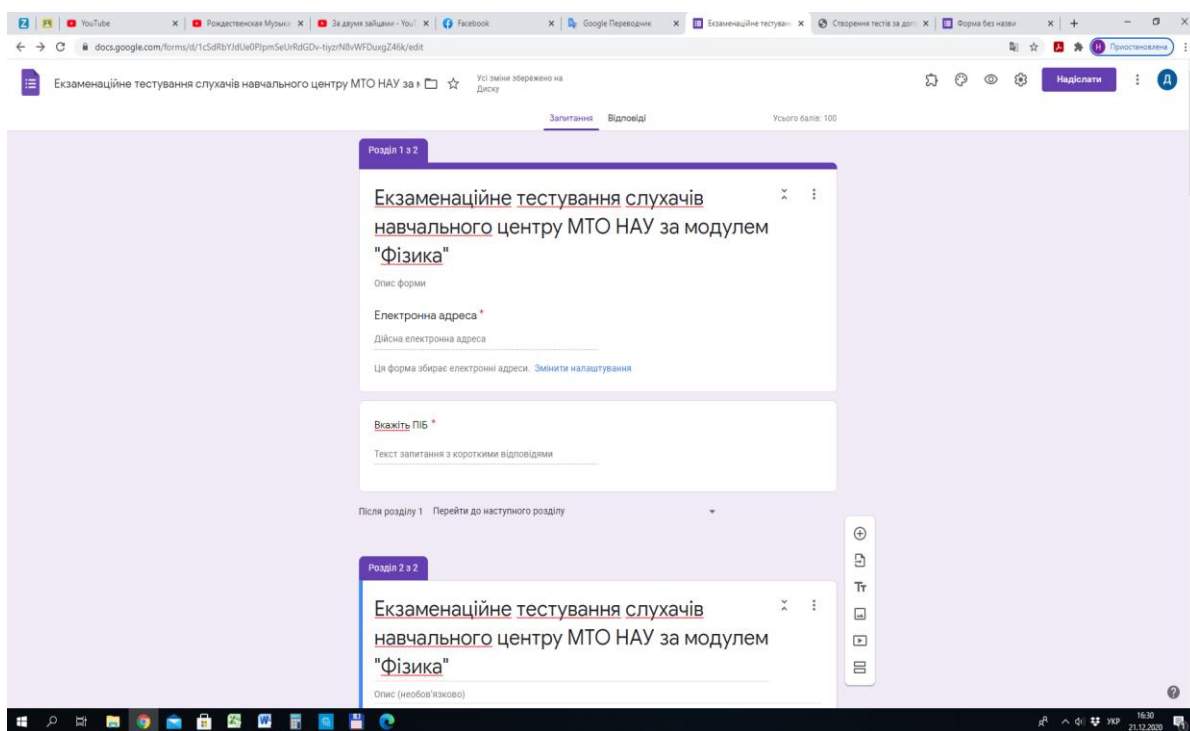 YouTube
Рождественская Музыка
За двумя зайцами - YouT
Facebook
Google Переводчик
Екзаменаційне тестуван
Створення тестів за доп
Форма без назви
docs.google.com/forms/d/
/edit
Призупинена
Екзаменаційне тестування слухачів навчального центру МТО НАУ за м
Усі зміни збережено на
Диску
Надіслати
Д
Запитання
Відповіді
Усього балів: 100
Розділ 1 з 2
Екзаменаційне тестування слухачів
навчального центру МТО НАУ за модулем
"Фізика"
Опис форми
Електронна адреса *
Дійсна електронна адреса
Ця форма збирає електронні адреси. Змінити налаштування
Вкажіть ПІБ *
Текст запитання з короткими відповідями
Після розділу 1 Перейти до наступного розділу
Розділ 2 з 2
Екзаменаційне тестування слухачів
навчального центру МТО НАУ за модулем
"Фізика"
Опис (необов'язково)
УКР
16:30
21.12.2020